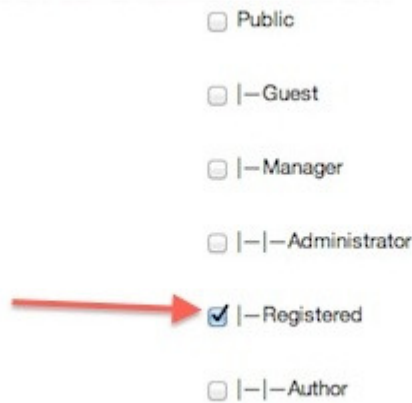 Public
|—Guest
|—Manager
|—|—Administrator
|—Registered
|—|—Author